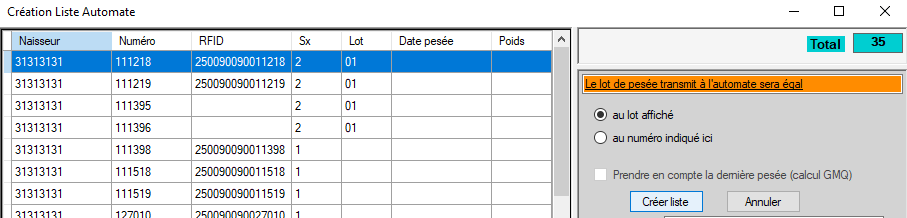 Création Liste Automate
Naisseur Numéro RFID Sx Lot Date pesée Poids
31313131 111218 250090090011218 2 01
31313131 111219 250090090011219 2 01
31313131 111395 2 01
31313131 111396 2 01
31313131 111398 250090090011398 1
31313131 111518 250090090011518 1
31313131 111519 250090090011519 1
31313131 127010 250090090027010 1
Total 35
Le lot de pesée transmit à l'automate sera égal
au lot affiché
au numéro indiqué ici
Prendre en compte la dernière pesée (calcul GMQ)
Créer liste Annuler